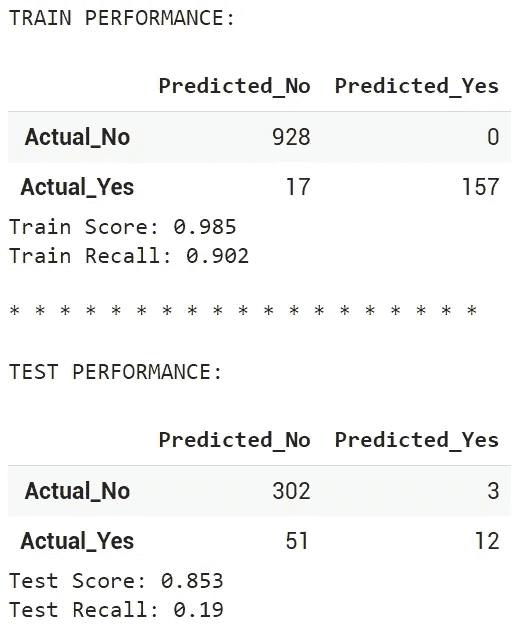 TRAIN PERFORMANCE:
Predicted_No Predicted_Yes
Actual_No 928 0
Actual_Yes 17 157
Train Score: 0.985
Train Recall: 0.902
* * * * * * * * * * * * * * * * * * *
TEST PERFORMANCE:
Predicted_No Predicted_Yes
Actual_No 302 3
Actual_Yes 51 12
Test Score: 0.853
Test Recall: 0.19